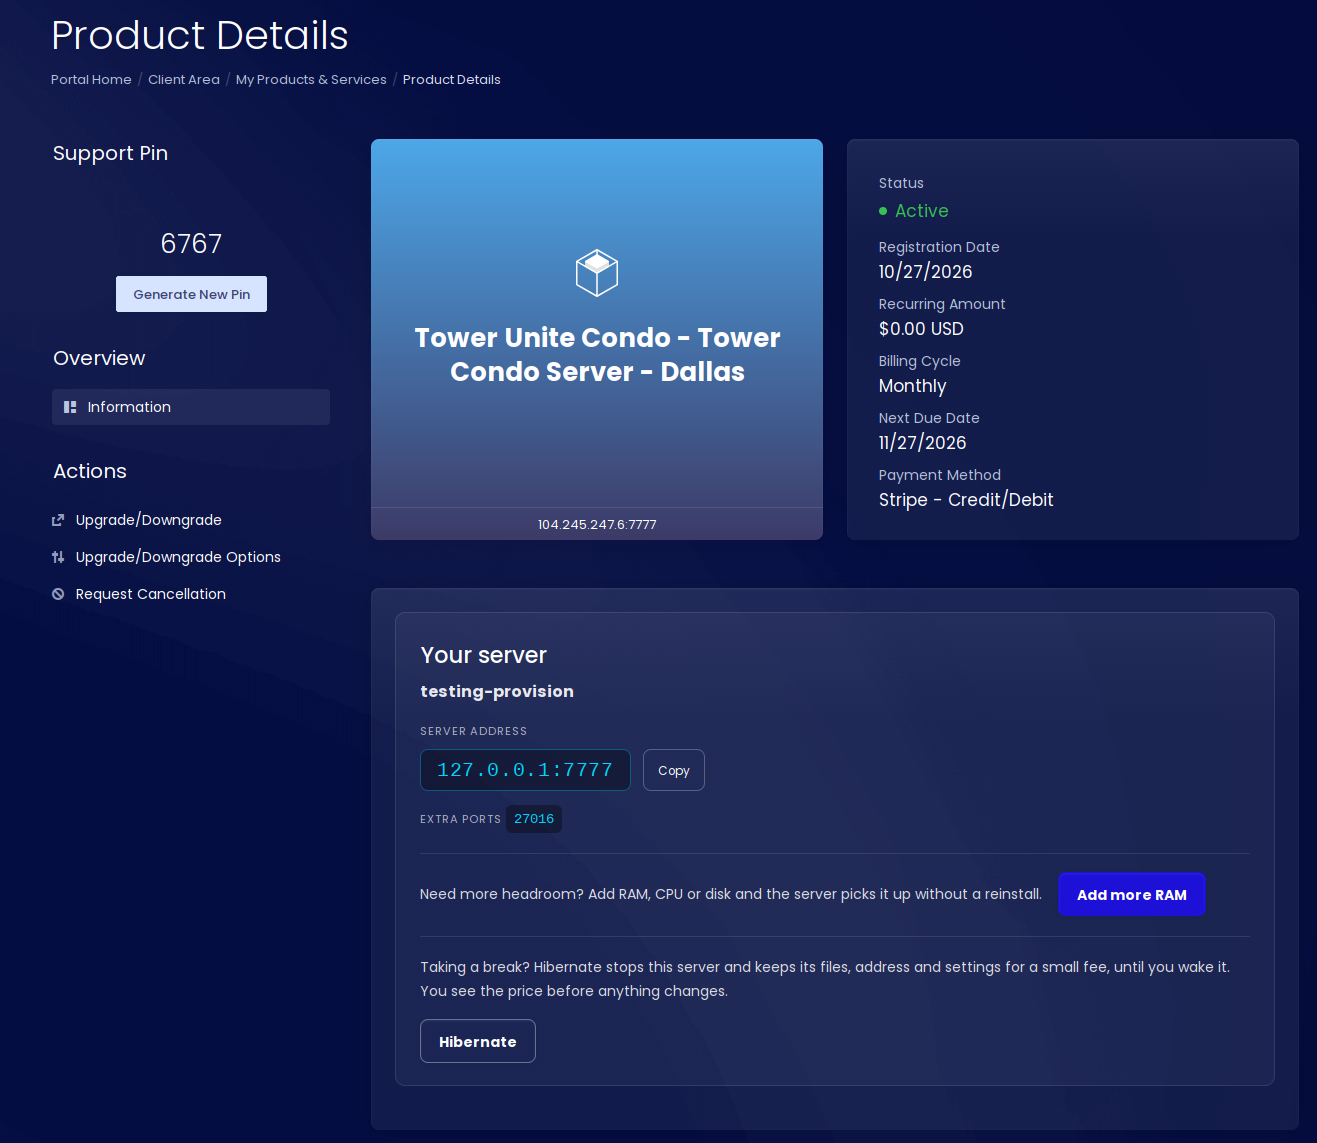 Product Details
Portal Home / Client Area / My Products & Services / Product Details
Support Pin
6767
Generate New Pin
Overview
Information
Actions
Upgrade/Downgrade
Upgrade/Downgrade Options
Request Cancellation
Tower Unite Condo - Tower
Condo Server - Dallas
104.245.247.6:7777
Status
Active
Registration Date
10/27/2026
Recurring Amount
$0.00 USD
Billing Cycle
Monthly
Next Due Date
11/27/2026
Payment Method
Stripe - Credit/Debit
Your server
testing-provision
SERVER ADDRESS
127.0.0.1:7777 Copy
EXTRA PORTS 27016
Need more headroom? Add RAM, CPU or disk and the server picks it up without a reinstall. Add more RAM
Taking a break? Hibernate stops this server and keeps its files, address and settings for a small fee, until you wake it.
You see the price before anything changes.
Hibernate